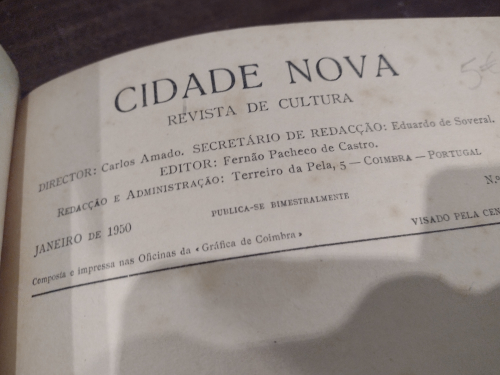 CIDADE NOVA
REVISTA DE CULTURA
DIRECTOR: Carlos Amado. SECRETÁRIO DE REDACÇÃO: Eduardo de Soveral.
EDITOR: Fernão Pacheco de Castro.
REDACÇÃO E ADMINISTRAÇÃO: Terreiro da Pela, 5 — COIMBRA — PORTUGAL
JANEIRO DE 1950
PUBLICA-SE BIMESTRALMENTE
N.º
Composta e impressa nas Oficinas da «Gráfica de Coimbra»
VISADO PELA CEN